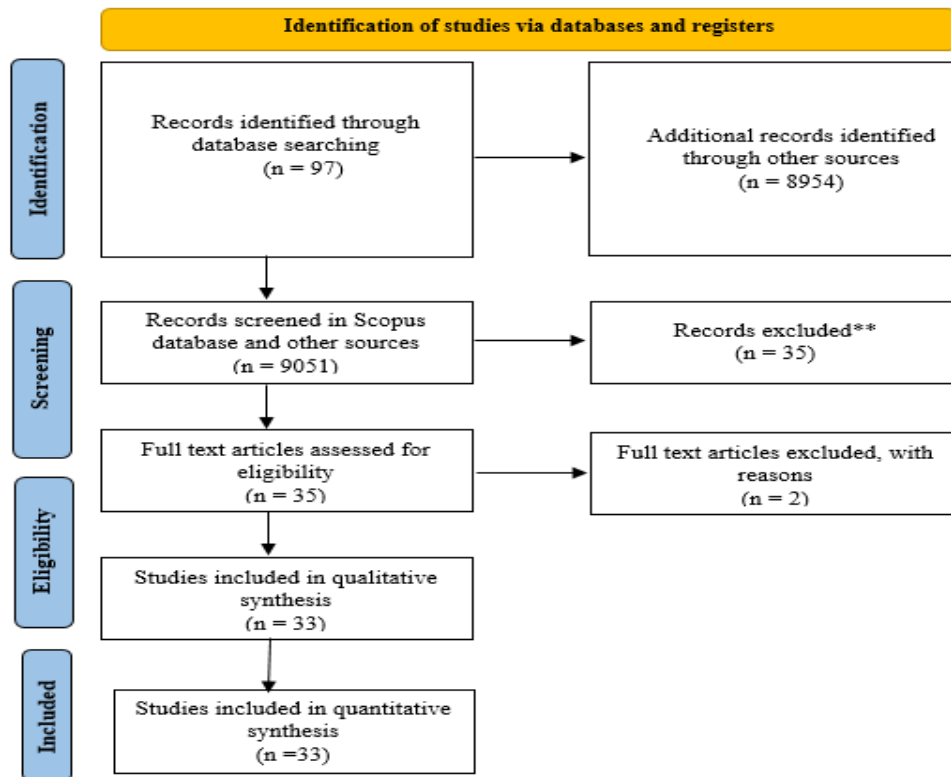 Identification of studies via databases and registers
Identification
Records identified through
database searching
(n = 97)
Additional records identified
through other sources
(n = 8954)
Screening
Records screened in Scopus
database and other sources
(n = 9051)
Records excluded**
(n = 35)
Full text articles assessed for
eligibility
(n = 35)
Full text articles excluded, with
reasons
(n = 2)
Eligibility
Studies included in qualitative
synthesis
(n = 33)
Included
Studies included in quantitative
synthesis
(n =33)